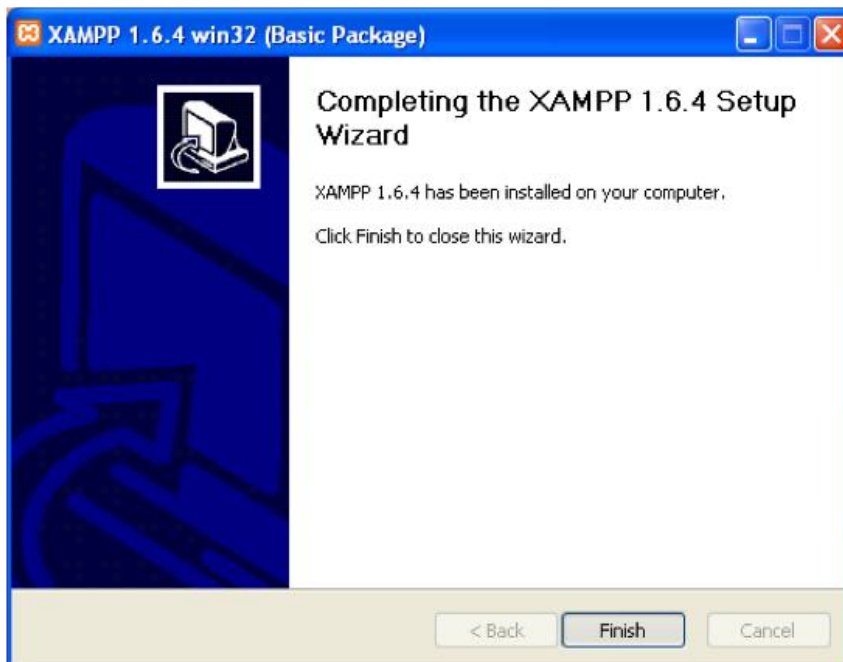 XAMPP 1.6.4 win32 (Basic Package)
Completing the XAMPP 1.6.4 Setup
Wizard
XAMPP 1.6.4 has been installed on your computer.
Click Finish to close this wizard.
< Back
Finish
Cancel